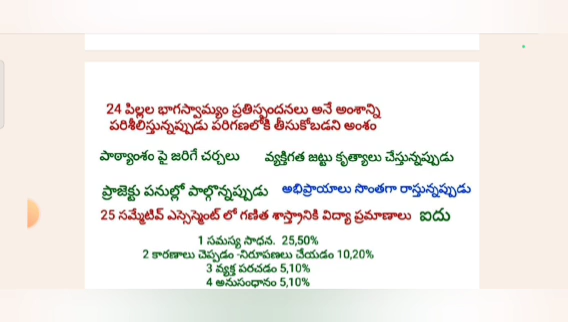 24 పిల్లల భాగస్వామ్యం ప్రతిస్పందనలు అనే అంశాన్ని
పరిశీలిస్తున్నప్పుడు పరిగణలోకి తీసుకోబడని అంశం
పాఠ్యాంశం పై జరిగే చర్చలు వ్యక్తిగత జట్టు కృత్యాలు చేస్తున్నప్పుడు
ప్రాజెక్టు పనుల్లో పాల్గొన్నప్పుడు అభిప్రాయాలు సొంతగా రాస్తున్నప్పుడు
25 సమ్మేటివ్ ఎస్సెస్మెంట్ లో గణిత శాస్త్రానికి విద్యా ప్రమాణాలు ఐదు
1 సమస్య సాధన. 25,50%
2 కారణాలు చెప్పడం -నిరూపణలు చేయడం 10,20%
3 వ్యక్త పరచడం 5,10%
4 అనుసంధానం 5,10%